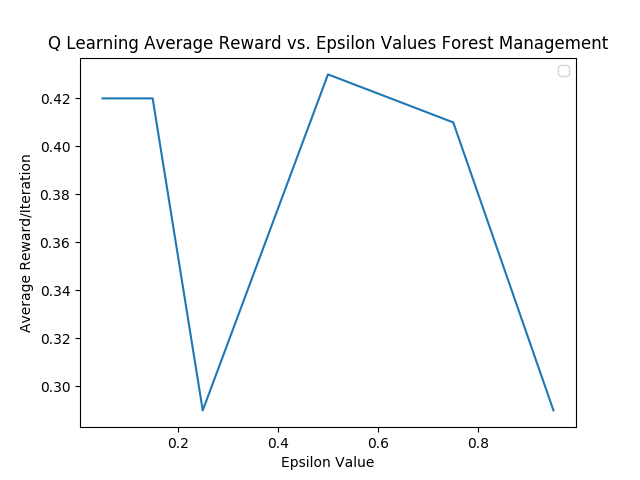 Q Learning Average Reward vs. Epsilon Values Forest Management
Average Reward/Iteration
0.42
0.40
0.38
0.36
0.34
0.32
0.30
0.2 0.4 0.6 0.8
Epsilon Value